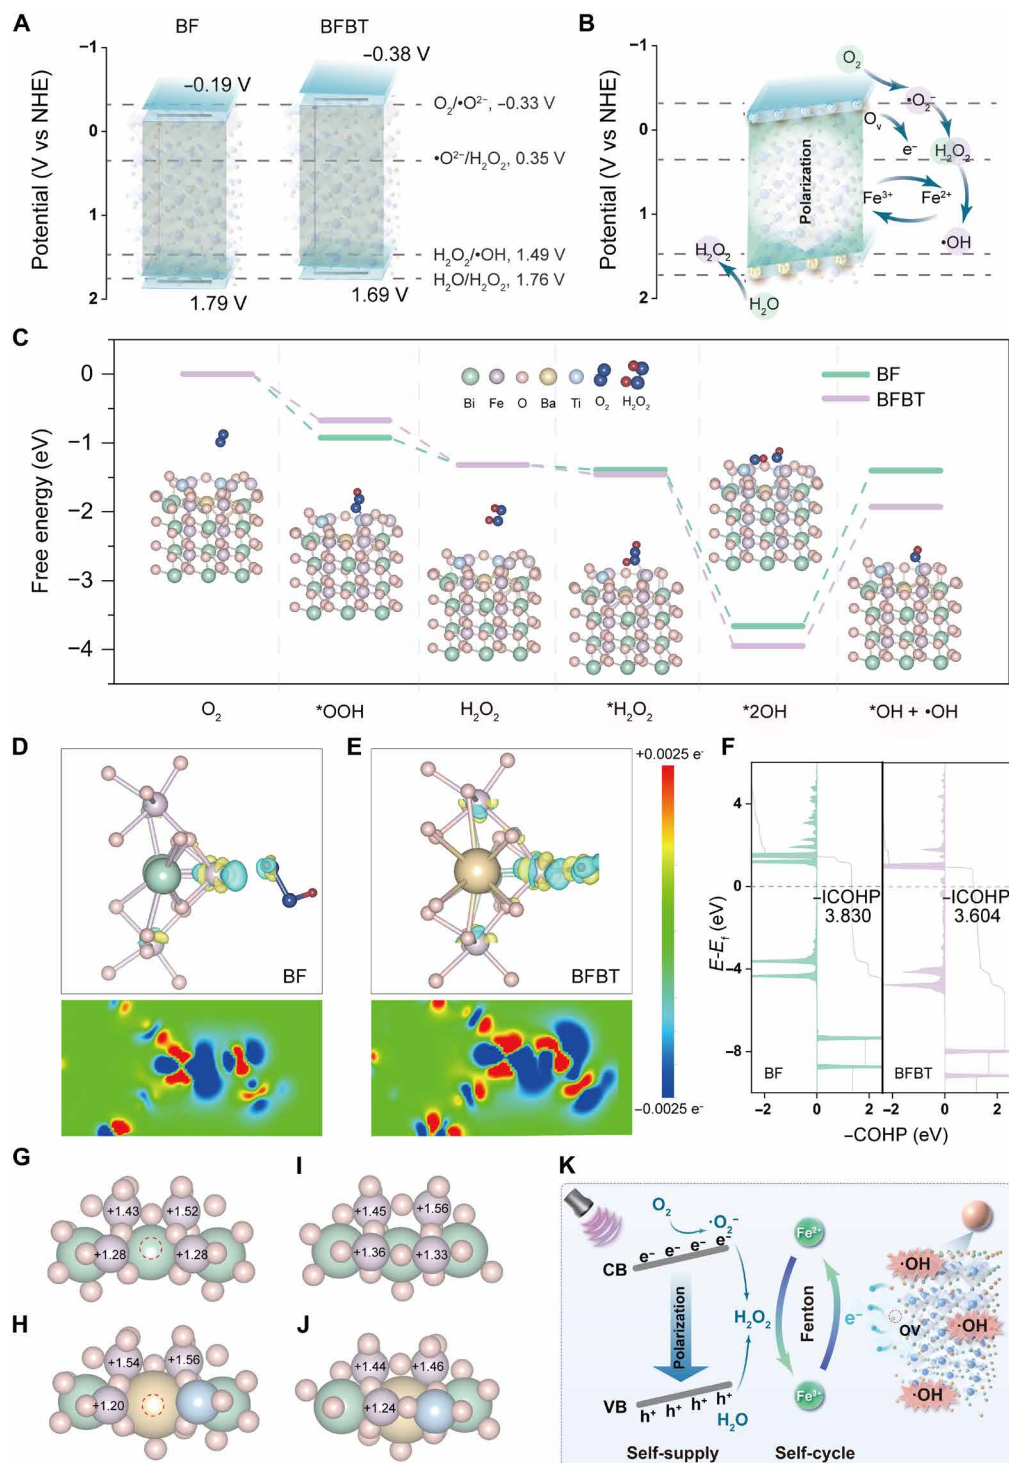 A
BF
BFBT
Potential (V vs NHE)
−1
0
1
2
−0.19 V
−0.38 V
1.79 V
1.69 V
O₂/•O²⁻, −0.33 V
•O²⁻/H₂O₂, 0.35 V
H₂O₂/•OH, 1.49 V
H₂O/H₂O₂, 1.76 V
B
Potential (V vs NHE)
−1
0
1
2
O₂
•O₂⁻
Oᵥ
e⁻
H₂O₂
Polarization
Fe³⁺
Fe²⁺
•OH
H₂O₂
H₂O
e⁻ e⁻ e⁻ e⁻
h⁺ h⁺ h⁺ h⁺
C
Free energy (eV)
0
−1
−2
−3
−4
Bi Fe O Ba Ti O₂ H₂O₂
BF
BFBT
O₂
*OOH
H₂O₂
*H₂O₂
*2OH
*OH + •OH
D
BF
E
BFBT
+0.0025 e⁻
−0.0025 e⁻
F
E-E_f (eV)
4
0
−4
−8
−ICOHP
3.830
−ICOHP
3.604
BF
BFBT
−2 0 2 −2 0 2
−COHP (eV)
G
+1.43 +1.52
+1.28 +1.28
I
+1.45 +1.56
+1.36 +1.33
H
+1.54 +1.56
+1.20
J
+1.44 +1.46
+1.24
K
O₂
·O₂⁻
e⁻ e⁻ e⁻ e⁻
CB
Polarization
H₂O₂
VB
h⁺ h⁺ h⁺ h⁺
H₂O
Self-supply
Fe²⁺
Fenton
Fe³⁺
Self-cycle
e⁻
OV
·OH
·OH
·OH